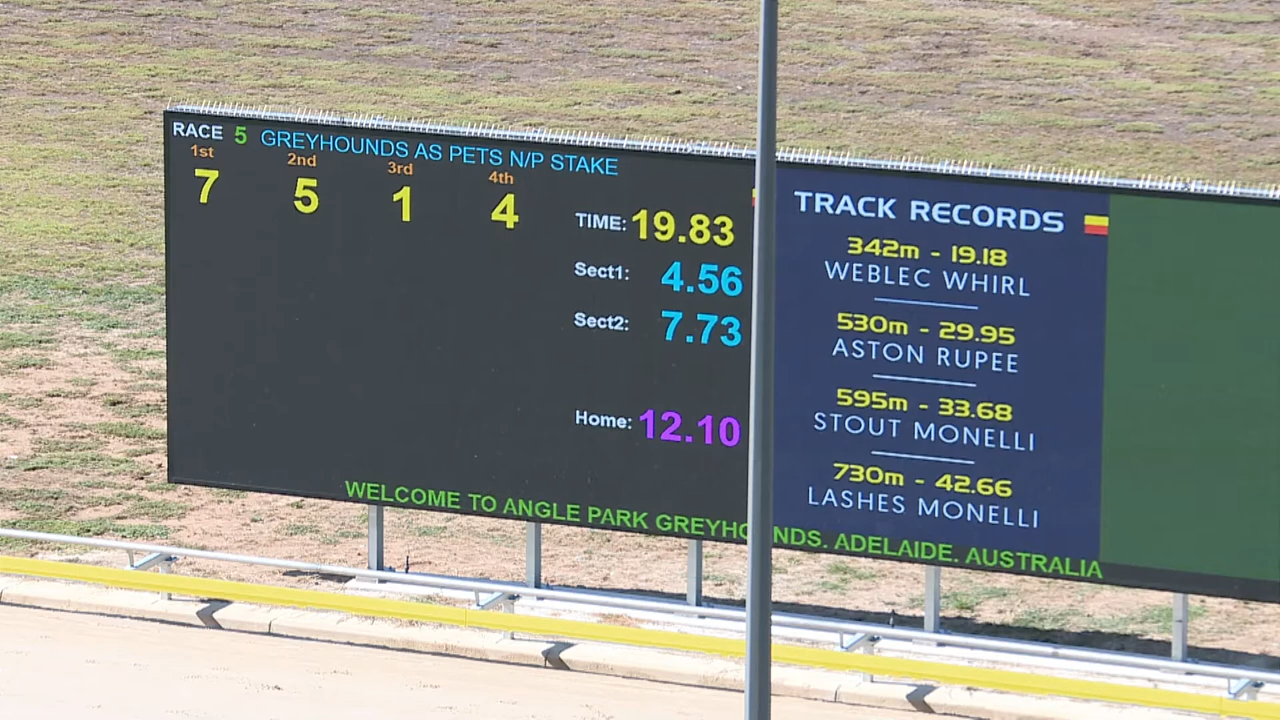 RACE 5 GREYHOUNDS AS PETS N/P STAKE
1st 2nd 3rd 4th
7 5 1 4
TIME: 19.83
Sect1: 4.56
Sect2: 7.73
Home: 12.10
TRACK RECORDS
342m - 19.18
WEBLEC WHIRL
530m - 29.95
ASTON RUPEE
595m - 33.68
STOUT MONELLI
730m - 42.66
LASHES MONELLI
WELCOME TO ANGLE PARK GREYHOUNDS. ADELAIDE. AUSTRALIA